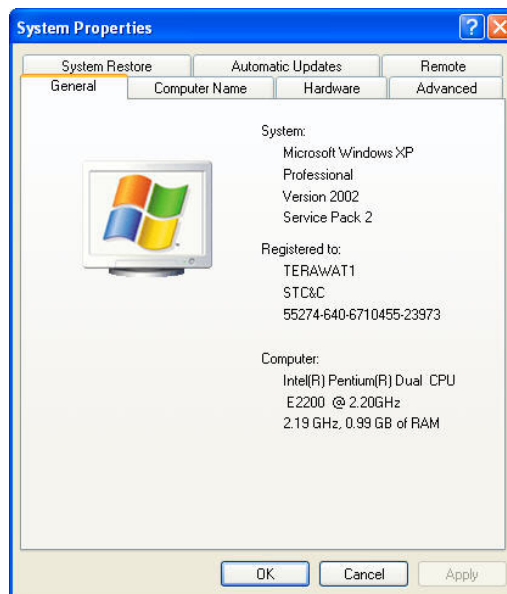 System Properties
System Restore Automatic Updates Remote
General Computer Name Hardware Advanced
System:
Microsoft Windows XP
Professional
Version 2002
Service Pack 2
Registered to:
TERAWAT1
STC&C
55274-640-6710455-23973
Computer:
Intel(R) Pentium(R) Dual CPU
E2200 @ 2.20GHz
2.19 GHz, 0.99 GB of RAM
OK Cancel Apply